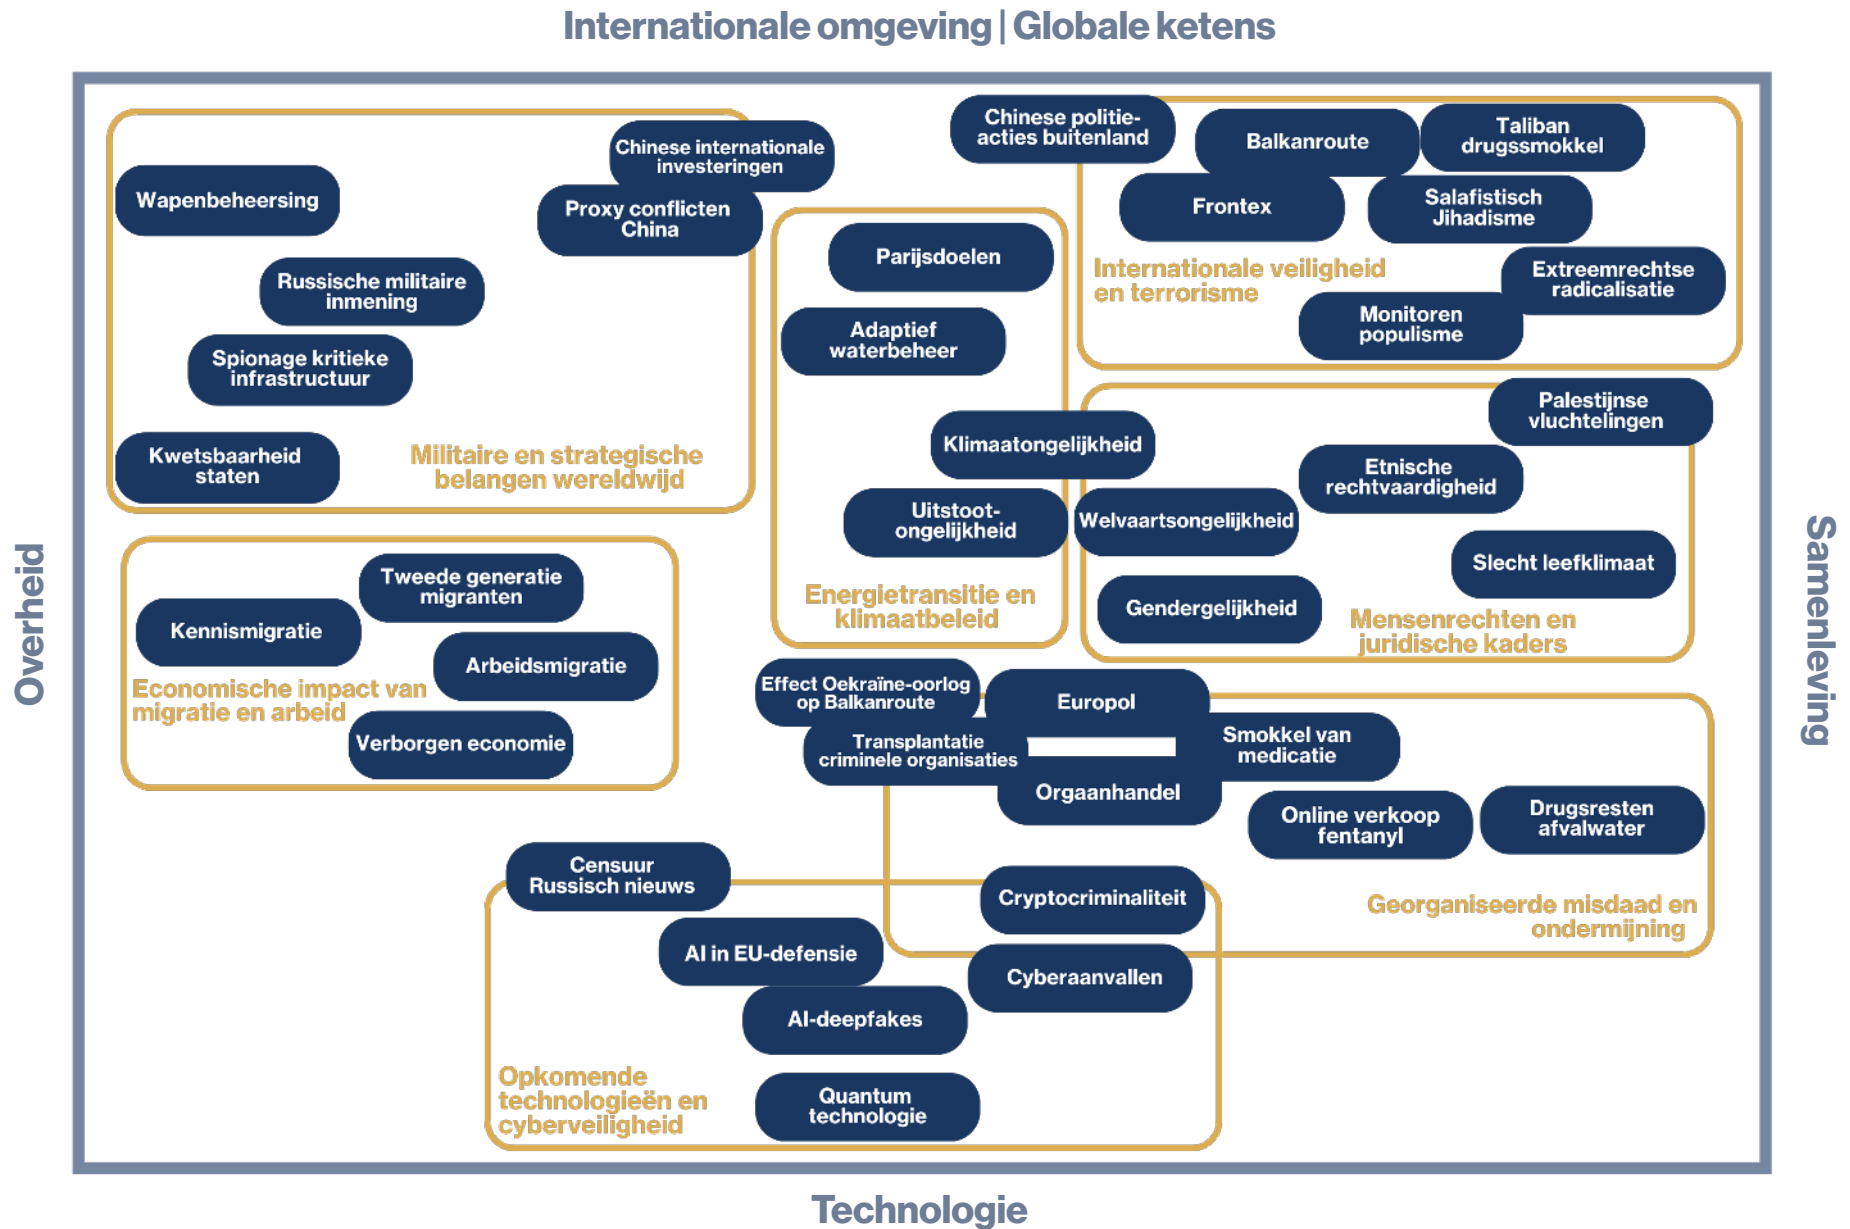 Internationale omgeving | Globale ketens
Overheid
Samenleving
Technologie
Wapenbeheersing
Chinese internationale
investeringen
Proxy conflicten
China
Russische militaire
inmening
Spionage kritieke
infrastructuur
Kwetsbaarheid
staten
Militaire en strategische
belangen wereldwijd
Parijsdoelen
Adaptief
waterbeheer
Klimaatongelijkheid
Uitstoot-
ongelijkheid
Energietransitie en
klimaatbeleid
Chinese politie-
acties buitenland
Balkanroute
Taliban
drugssmokkel
Frontex
Salafistisch
Jihadisme
Internationale veiligheid
en terrorisme
Extreemrechtse
radicalisatie
Monitoren
populisme
Palestijnse
vluchtelingen
Etnische
rechtvaardigheid
Welvaartsongelijkheid
Slecht leefklimaat
Gendergelijkheid
Mensenrechten en
juridische kaders
Tweede generatie
migranten
Kennismigratie
Arbeidsmigratie
Economische impact van
migratie en arbeid
Verborgen economie
Effect Oekraïne-oorlog
op Balkanroute
Europol
Transplantatie
criminele organisaties
Smokkel van
medicatie
Orgaanhandel
Online verkoop
fentanyl
Drugsresten
afvalwater
Georganiseerde misdaad en
ondermijning
Censuur
Russisch nieuws
Cryptocriminaliteit
AI in EU-defensie
Cyberaanvallen
AI-deepfakes
Opkomende
technologieën en
cyberveiligheid
Quantum
technologie